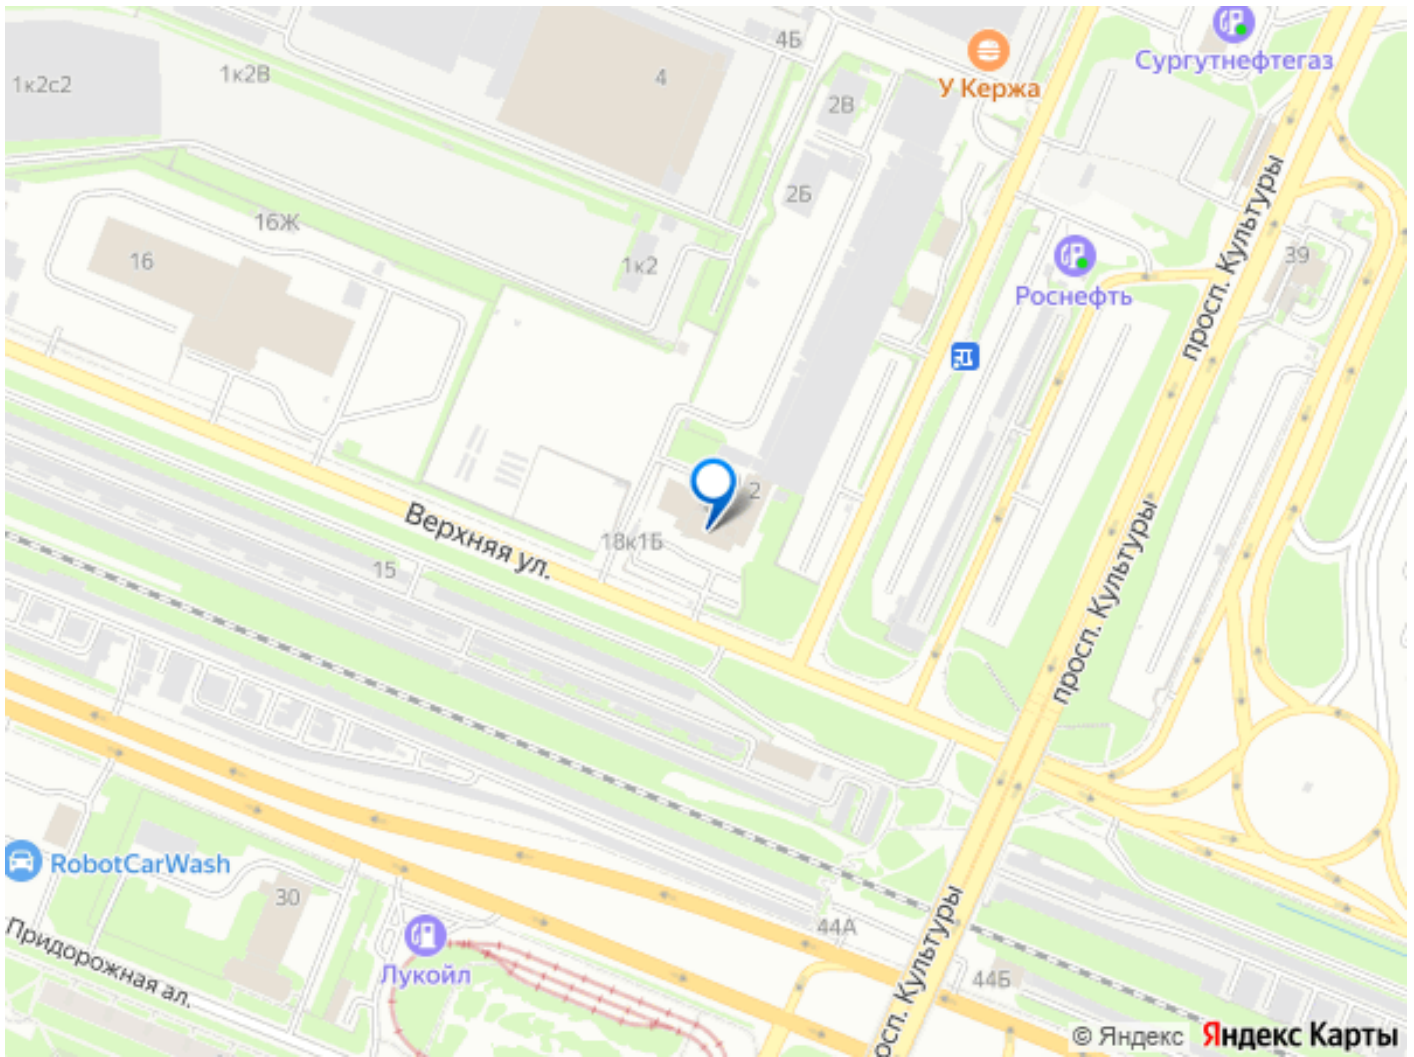 4Б
Сургутнефтегаз
1к2В
4
1к2с2
У Кержа
2В
2Б
16Ж
16
1к2
39
Роснефть
просп. Культуры
2
Верхняя ул.
18к1Б
15
просп. Культуры
RobotCarWash
30
44А
Придорожная ал.
Лукойл
44Б
просп. Культуры
© Яндекс Яндекс Карты